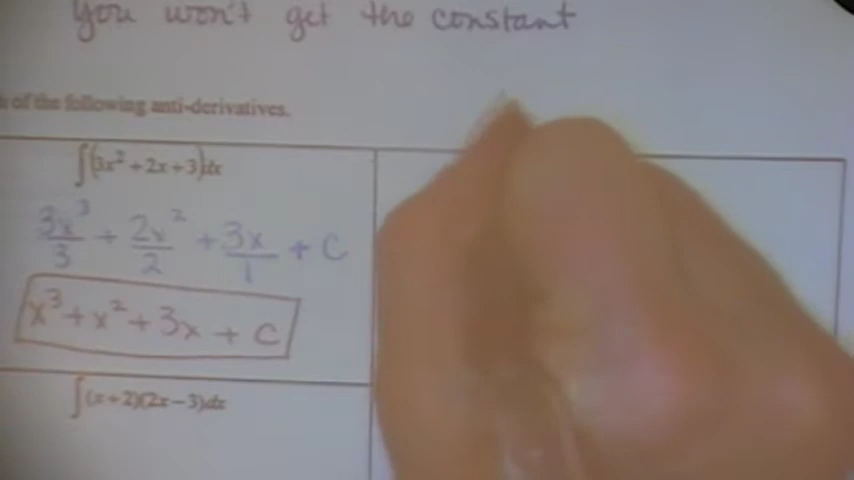 you won't get the constant
of the following anti-derivatives.
∫(3x² + 2x + 3)dx
3x³/3 + 2x²/2 + 3x/1 + C
x³ + x² + 3x + C
∫(x + 2)(2x − 3)dx